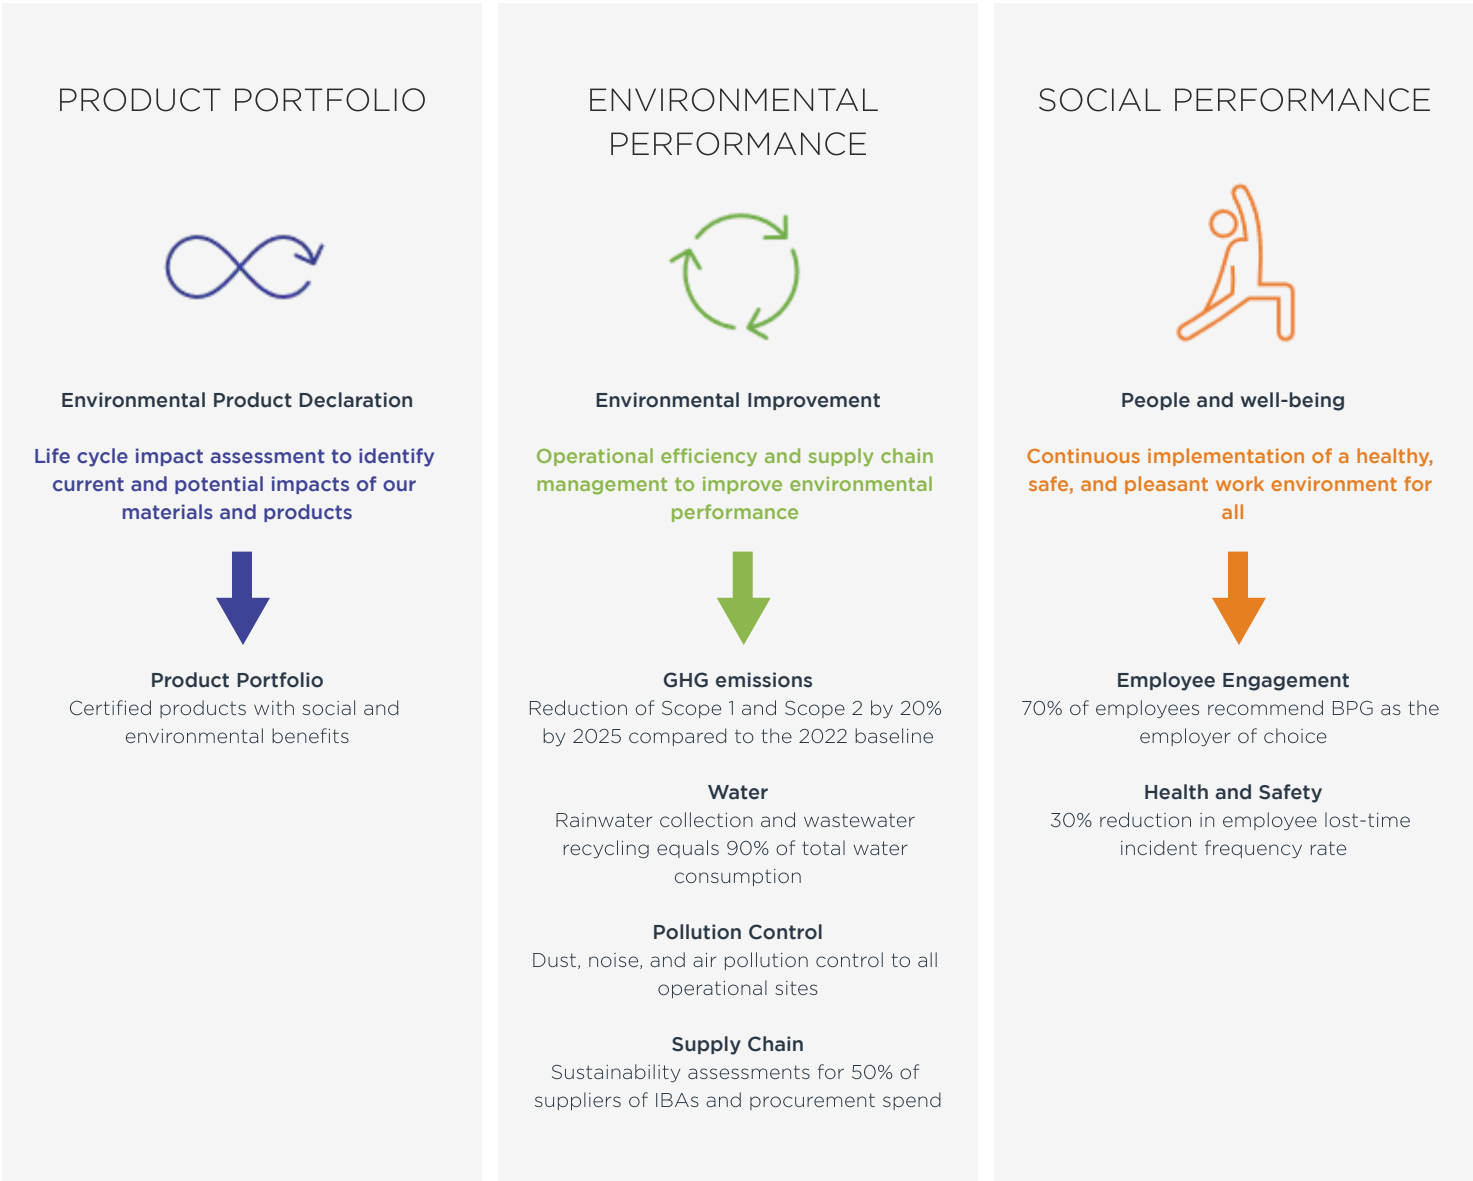 PRODUCT PORTFOLIO
Environmental Product Declaration
Life cycle impact assessment to identify
current and potential impacts of our
materials and products
Product Portfolio
Certified products with social and
environmental benefits
ENVIRONMENTAL
PERFORMANCE
Environmental Improvement
Operational efficiency and supply chain
management to improve environmental
performance
GHG emissions
Reduction of Scope 1 and Scope 2 by 20%
by 2025 compared to the 2022 baseline
Water
Rainwater collection and wastewater
recycling equals 90% of total water
consumption
Pollution Control
Dust, noise, and air pollution control to all
operational sites
Supply Chain
Sustainability assessments for 50% of
suppliers of IBAs and procurement spend
SOCIAL PERFORMANCE
People and well-being
Continuous implementation of a healthy,
safe, and pleasant work environment for
all
Employee Engagement
70% of employees recommend BPG as the
employer of choice
Health and Safety
30% reduction in employee lost-time
incident frequency rate